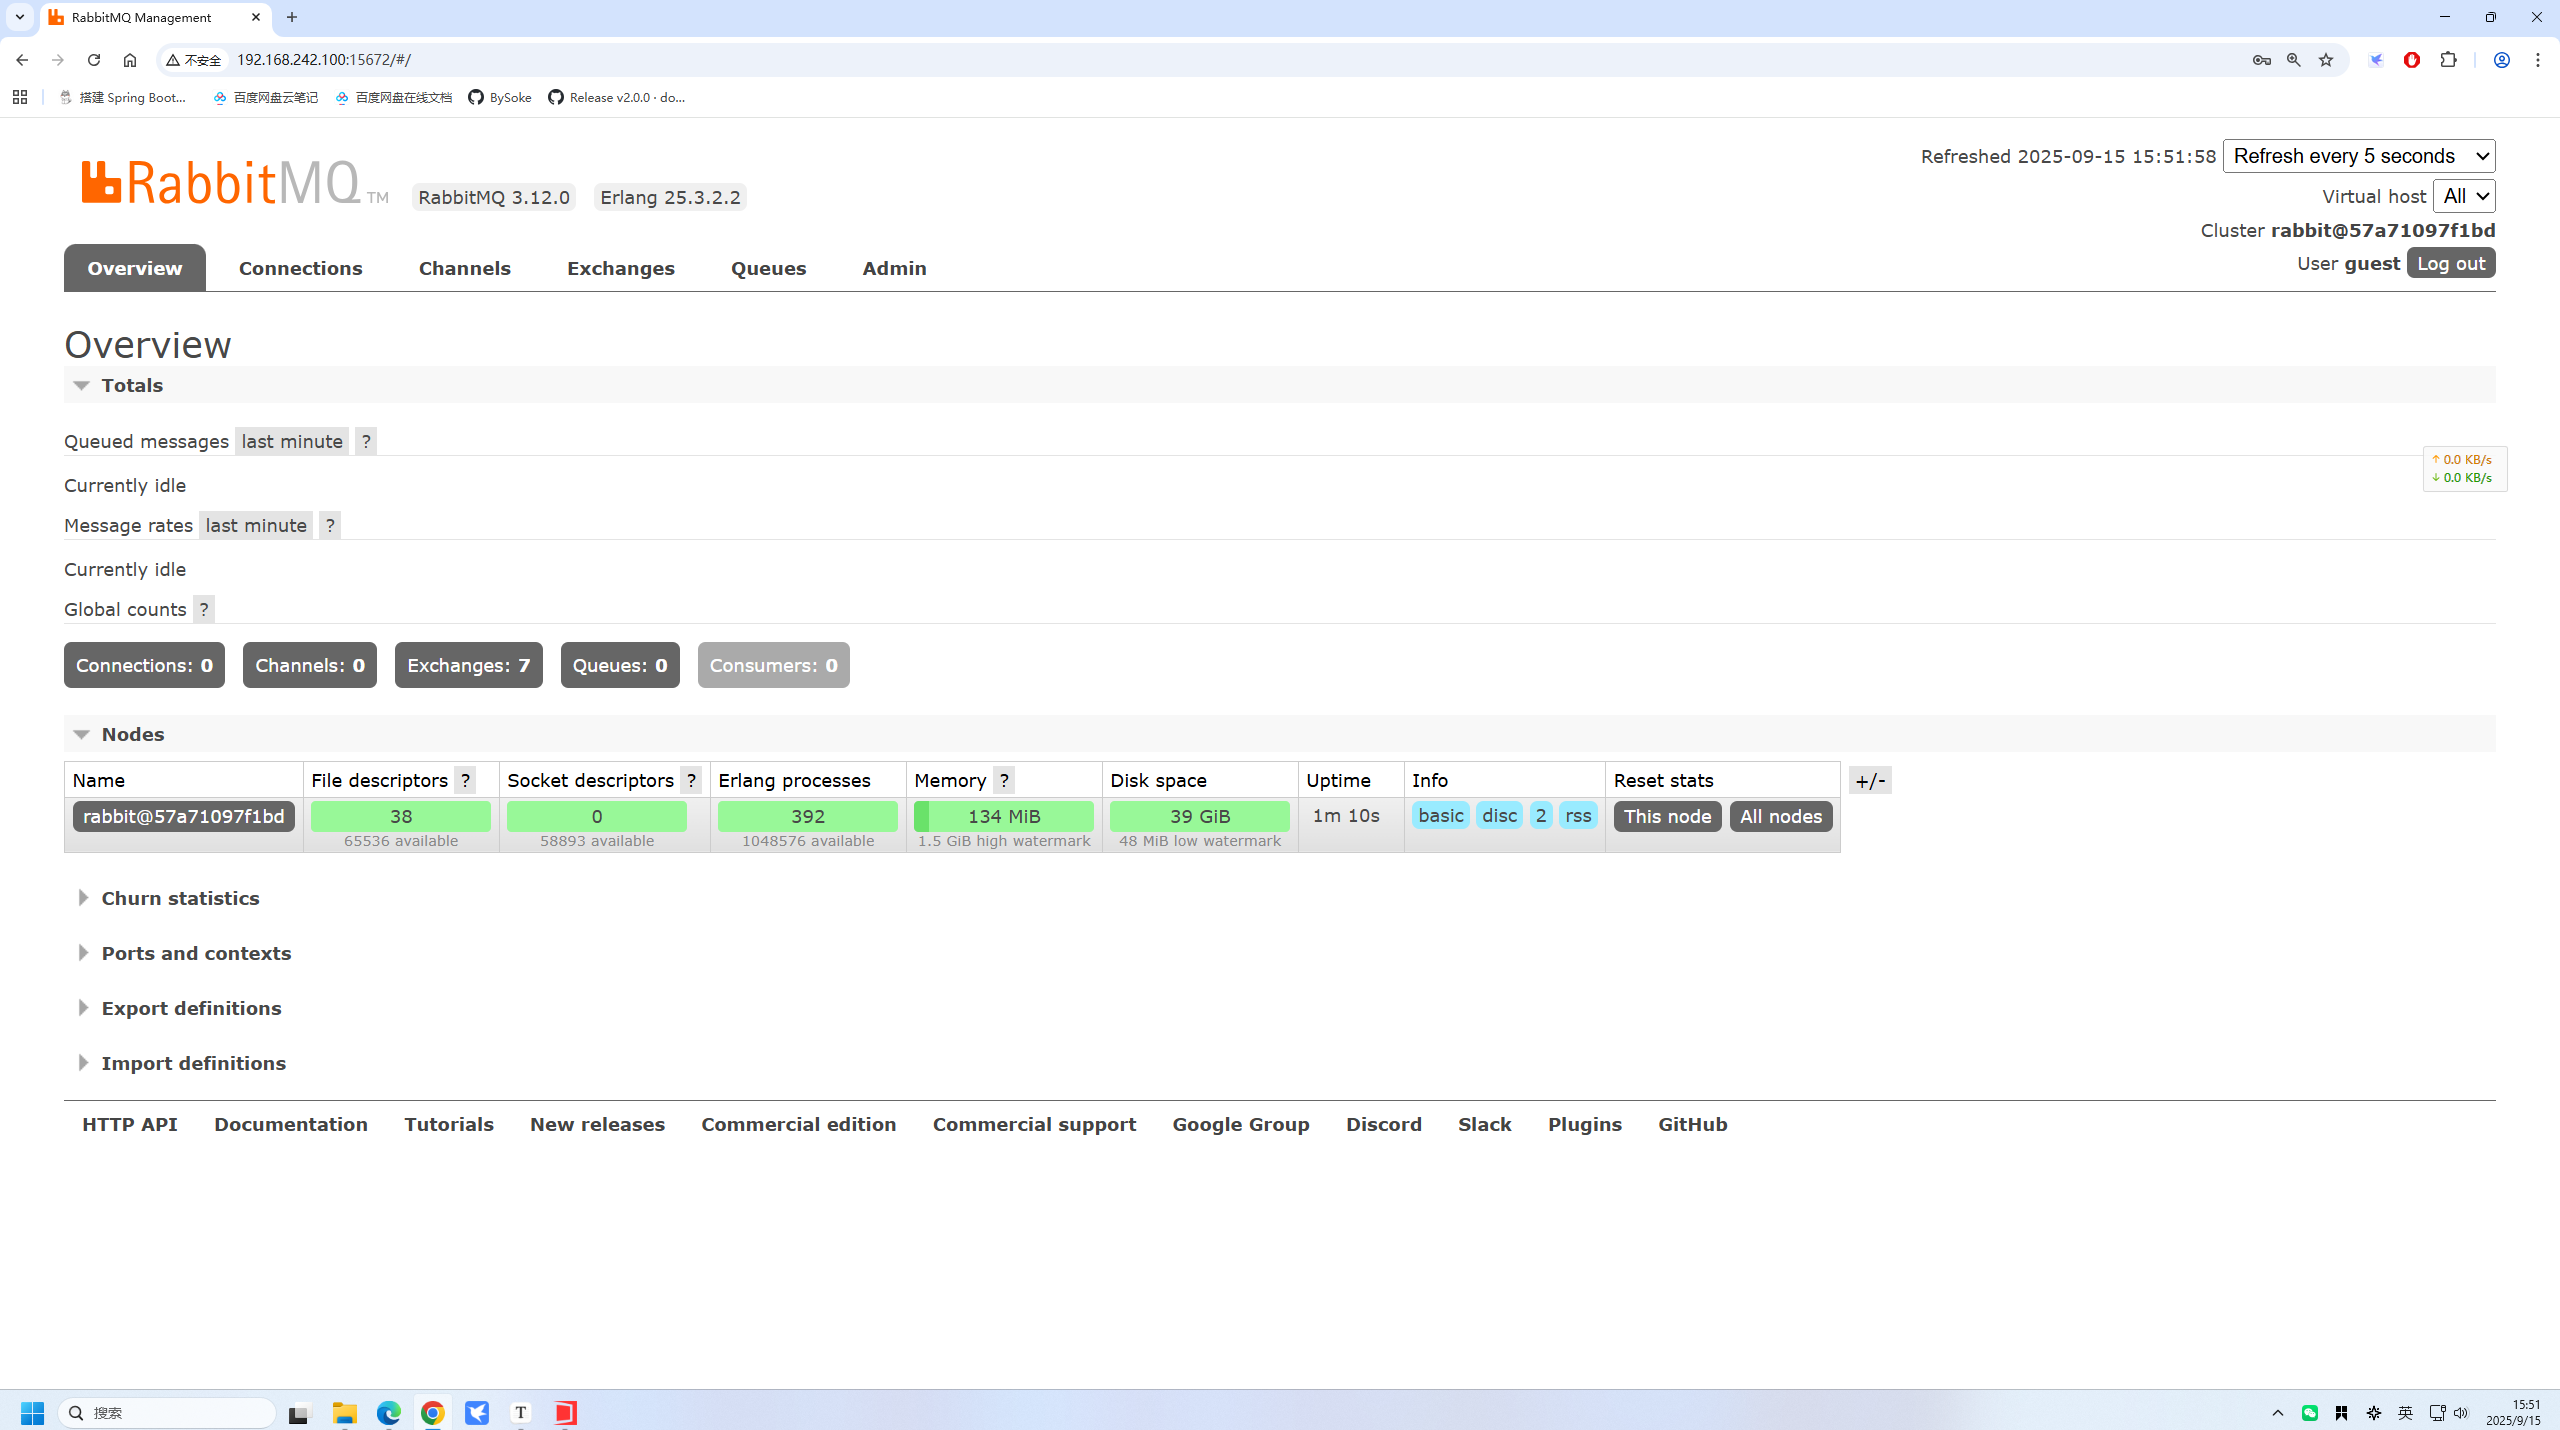 RabbitMQ Management
不安全
192.168.242.100:15672/#/
搭建 Spring Boot...
百度网盘云笔记
百度网盘在线文档
BySoke
Release v2.0.0 · do...
RabbitMQ TM
RabbitMQ 3.12.0
Erlang 25.3.2.2
Refreshed 2025-09-15 15:51:58
Refresh every 5 seconds
Virtual host
All
Cluster rabbit@57a71097f1bd
User guest
Log out
Overview
Connections
Channels
Exchanges
Queues
Admin
Overview
Totals
Queued messages last minute ?
↑ 0.0 KB/s
↓ 0.0 KB/s
Currently idle
Message rates last minute ?
Currently idle
Global counts ?
Connections: 0
Channels: 0
Exchanges: 7
Queues: 0
Consumers: 0
Nodes
Name File descriptors ? Socket descriptors ? Erlang processes Memory ? Disk space Uptime Info Reset stats +/-
rabbit@57a71097f1bd 38 0 392 134 MiB 39 GiB 1m 10s basic disc 2 rss This node All nodes
65536 available 58893 available 1048576 available 1.5 GiB high watermark 48 MiB low watermark
Churn statistics
Ports and contexts
Export definitions
Import definitions
HTTP API Documentation Tutorials New releases Commercial edition Commercial support Google Group Discord Slack Plugins GitHub
搜索
T
英
15:51
2025/9/15